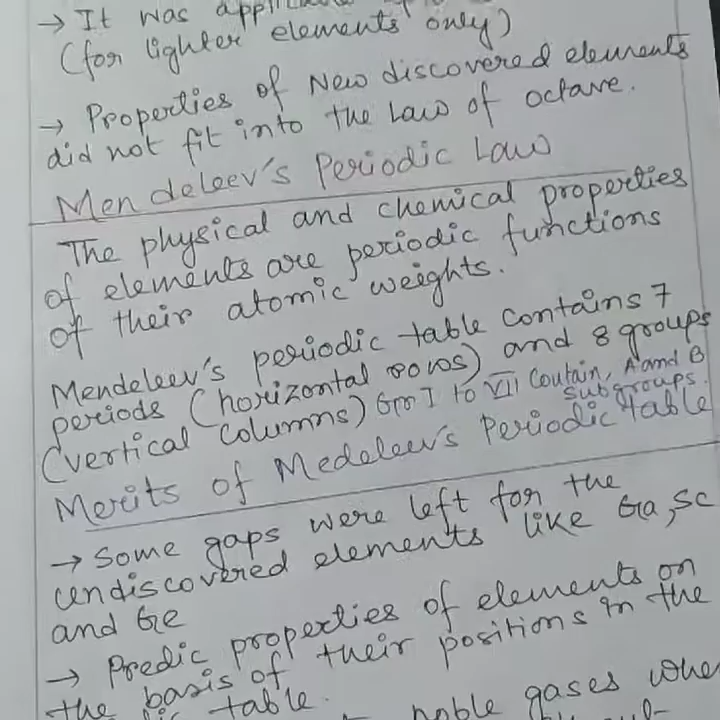 → It was
(for lighter elements only)
→ Properties of New discovered elements
did not fit into the Law of octave.
Mendeleev's Periodic Law
The physical and chemical properties
of elements are periodic functions
of their atomic weights.
Mendeleev's periodic table contains 7
periods (horizontal rows) and 8 groups
(vertical columns) Gr I to VII Contain, A and B
subgroups.
Merits of Medeleev's Periodic table
→ Some gaps were left for the
undiscovered elements like Ga, Sc
and Ge
→ Predic properties of elements on
the basis of their positions in the
table.
noble gases